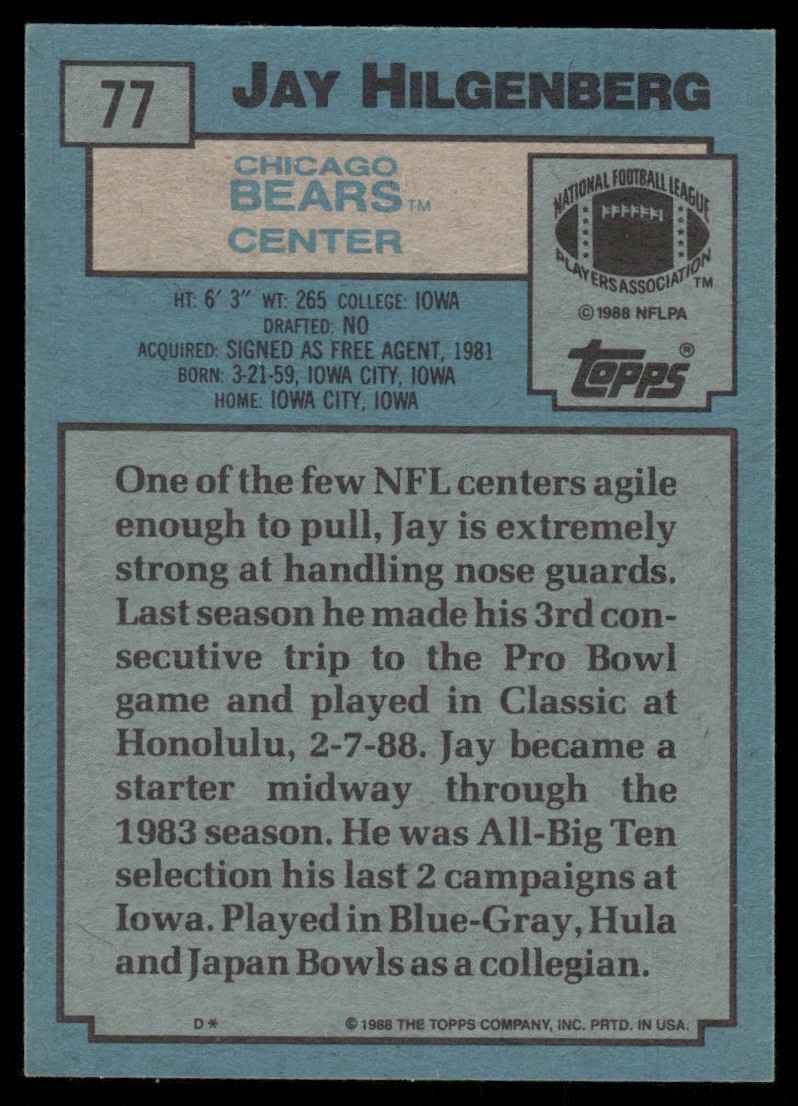 77
JAY HILGENBERG
CHICAGO
BEARS™
CENTER
NATIONAL FOOTBALL LEAGUE
PLAYERS ASSOCIATION™
©1988 NFLPA
TOPPS®
HT: 6' 3" WT: 265 COLLEGE: IOWA
DRAFTED: NO
ACQUIRED: SIGNED AS FREE AGENT, 1981
BORN: 3-21-59, IOWA CITY, IOWA
HOME: IOWA CITY, IOWA
One of the few NFL centers agile
enough to pull, Jay is extremely
strong at handling nose guards.
Last season he made his 3rd con-
secutive trip to the Pro Bowl
game and played in Classic at
Honolulu, 2-7-88. Jay became a
starter midway through the
1983 season. He was All-Big Ten
selection his last 2 campaigns at
Iowa. Played in Blue-Gray, Hula
and Japan Bowls as a collegian.
D* © 1988 THE TOPPS COMPANY, INC. PRTD. IN USA.